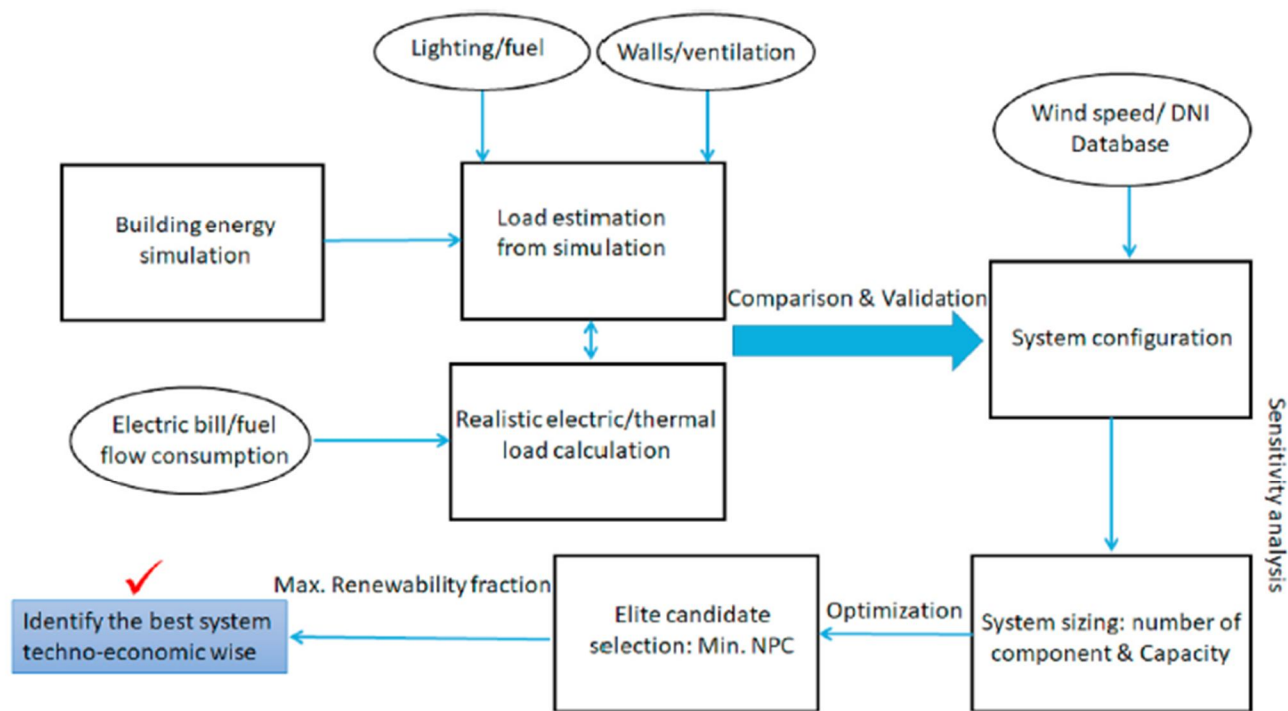 Lighting/fuel
Walls/ventilation
Wind speed/ DNI
Database
Building energy
simulation
Load estimation
from simulation
Comparison & Validation
System configuration
Electric bill/fuel
flow consumption
Realistic electric/thermal
load calculation
Sensitivity analysis
Max. Renewability fraction
Identify the best system
techno-economic wise
Elite candidate
selection: Min. NPC
Optimization
System sizing: number of
component & Capacity